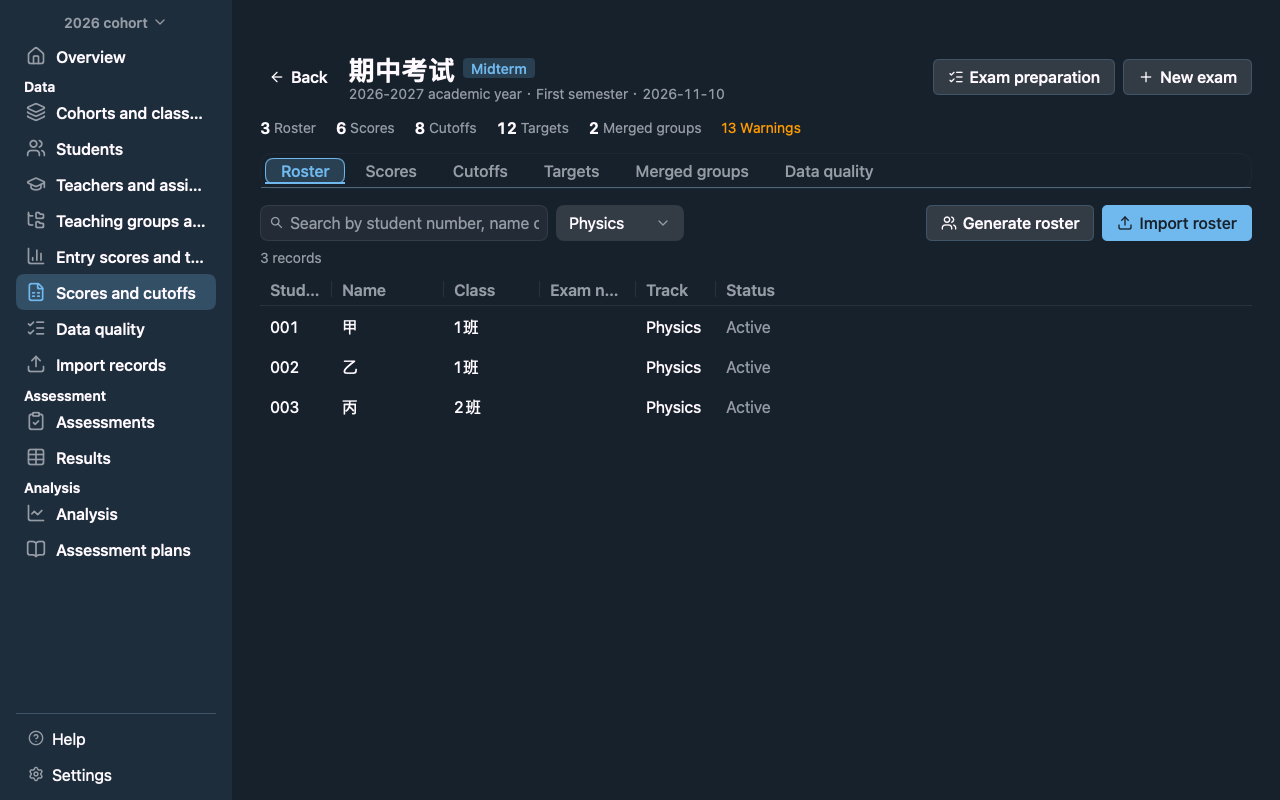 2026 cohort
Overview
Data
Cohorts and class...
Students
Teachers and assi...
Teaching groups a...
Entry scores and t...
Scores and cutoffs
Data quality
Import records
Assessment
Assessments
Results
Analysis
Analysis
Assessment plans
Help
Settings
Back
期中考试 Midterm
2026-2027 academic year · First semester · 2026-11-10
Exam preparation
New exam
3 Roster 6 Scores 8 Cutoffs 12 Targets 2 Merged groups 13 Warnings
Roster Scores Cutoffs Targets Merged groups Data quality
Search by student number, name o
Physics
Generate roster
Import roster
3 records
Stud... Name Class Exam n... Track Status
001 甲 1班 Physics Active
002 乙 1班 Physics Active
003 丙 2班 Physics Active